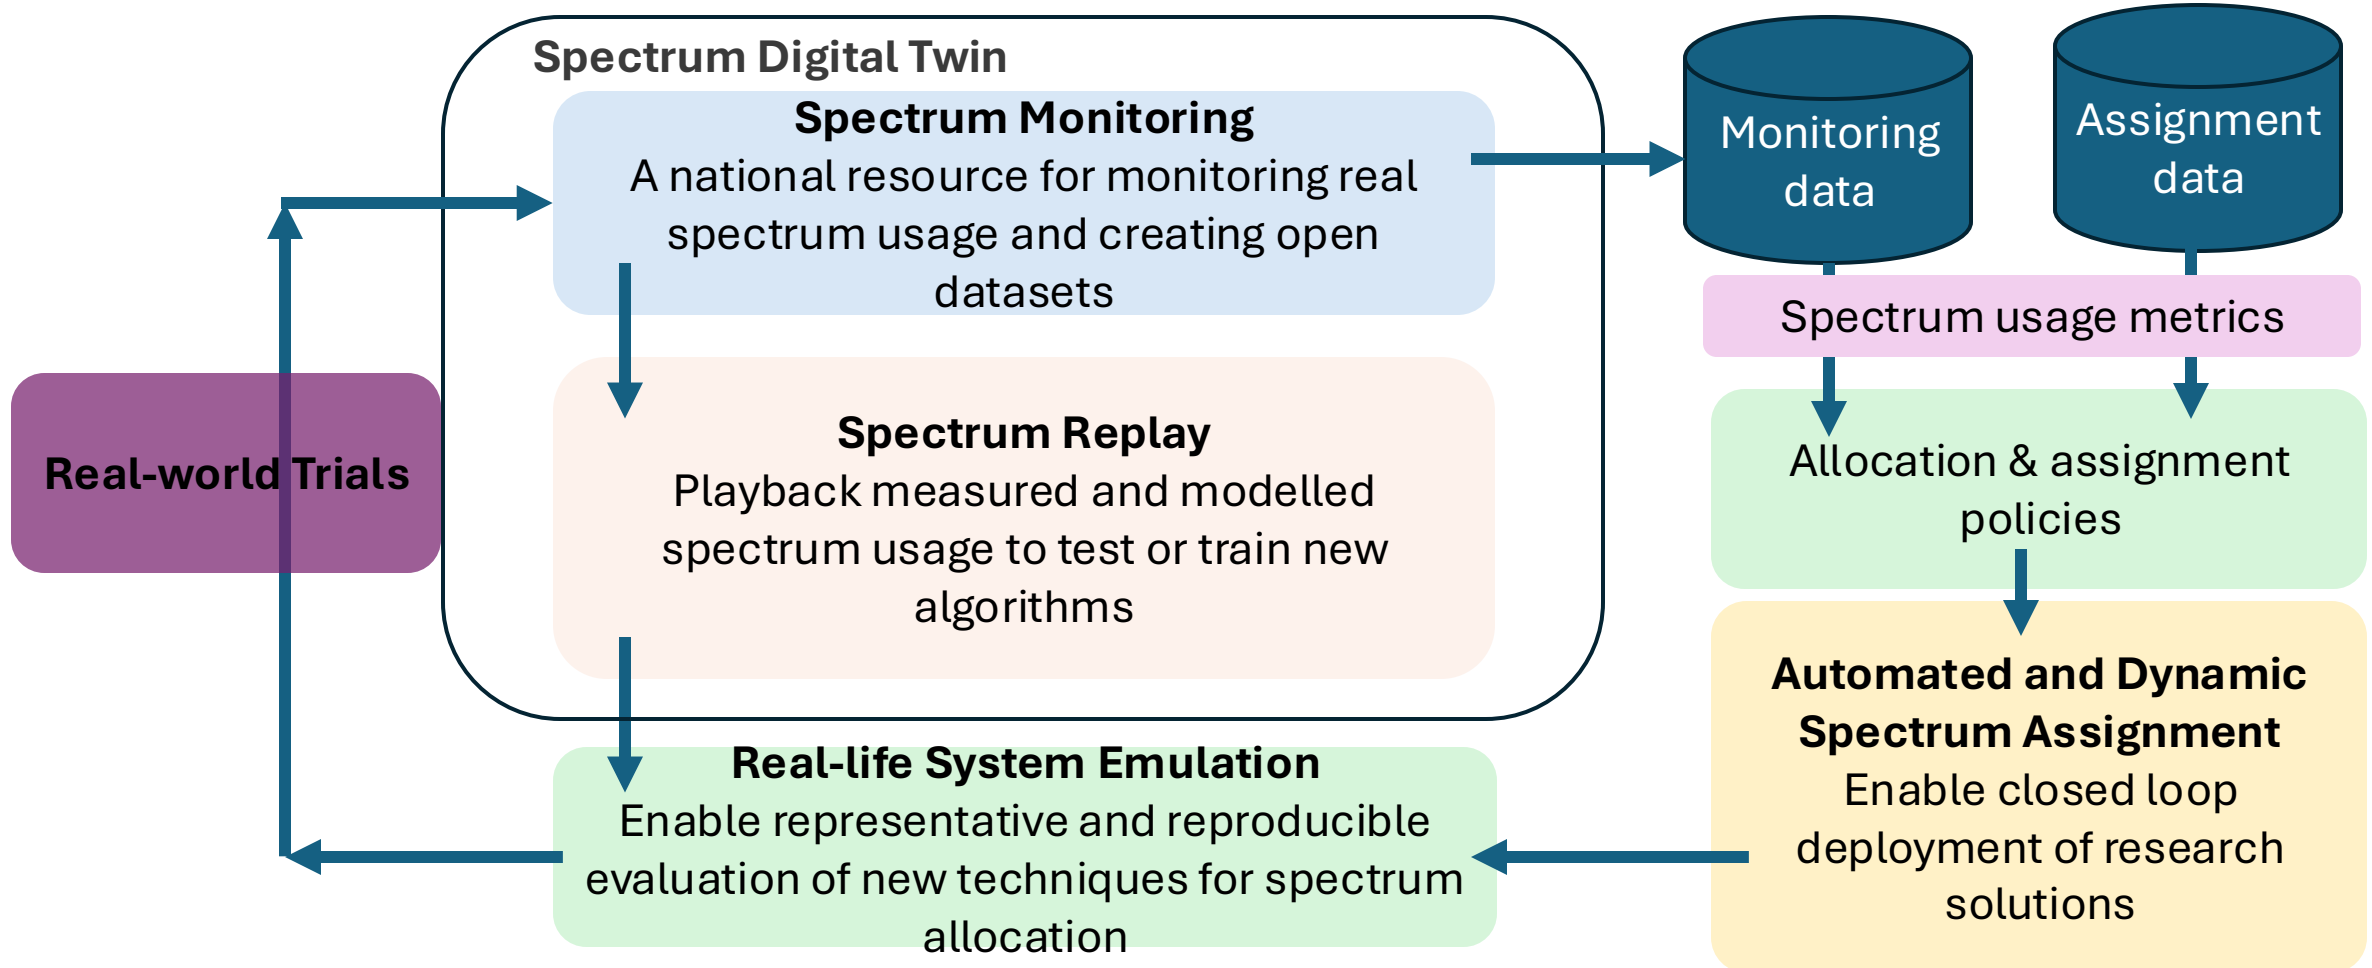 Spectrum Digital Twin
Spectrum Monitoring
A national resource for monitoring real
spectrum usage and creating open
datasets
Monitoring
data
Assignment
data
Spectrum usage metrics
Real-world Trials
Spectrum Replay
Playback measured and modelled
spectrum usage to test or train new
algorithms
Allocation & assignment
policies
Automated and Dynamic
Spectrum Assignment
Enable closed loop
deployment of research
solutions
Real-life System Emulation
Enable representative and reproducible
evaluation of new techniques for spectrum
allocation